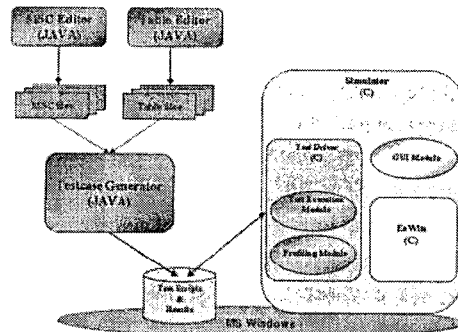 MSC Editor
(JAVA)
Table Editor
(JAVA)
MSC files
Table files
Testcase Generator
(JAVA)
Test Scripts
&
Results
Simulator
(C)
Test Driver
(C)
Test Execution
Module
Profiling Module
GUI Module
EsWin
(C)
MS Windows